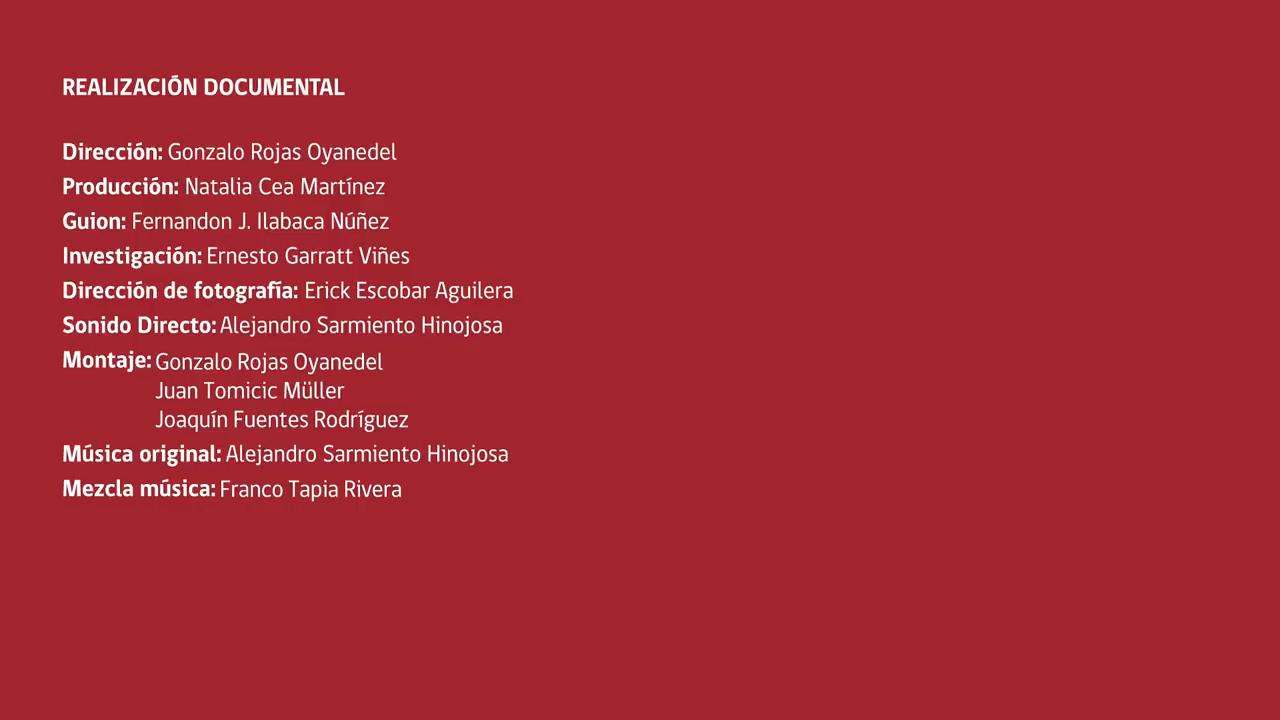 REALIZACIÓN DOCUMENTAL
Dirección: Gonzalo Rojas Oyanedel
Producción: Natalia Cea Martínez
Guion: Fernandon J. Ilabaca Núñez
Investigación: Ernesto Garratt Viñes
Dirección de fotografía: Erick Escobar Aguilera
Sonido Directo: Alejandro Sarmiento Hinojosa
Montaje: Gonzalo Rojas Oyanedel
Juan Tomicic Müller
Joaquín Fuentes Rodríguez
Música original: Alejandro Sarmiento Hinojosa
Mezcla música: Franco Tapia Rivera